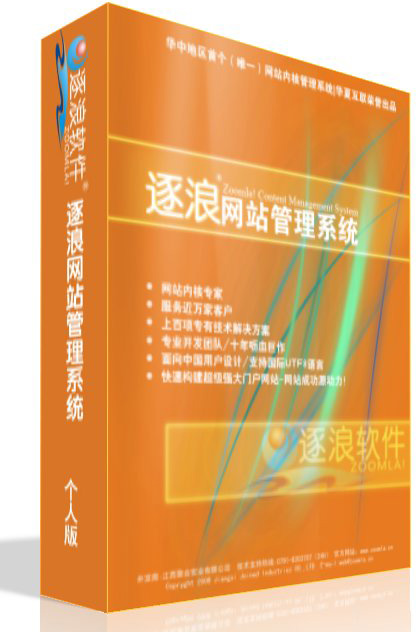 华中地区首个(唯一)网站内核管理系统|华夏互联荣誉出品
逐浪软件®
ZOOMLA!
逐浪网站管理系统
个人版
Zoomla! Content Management System
逐浪®网站管理系统
• 网站内核专家
• 服务近万家客户
• 上百项专有技术解决方案
• 专业开发团队/十年呕血巨作
• 面向中国用户设计/支持国际UTF8语言
• 快速构建超级强大门户网站-网站成功源动力!
逐浪软件
ZOOMLA!